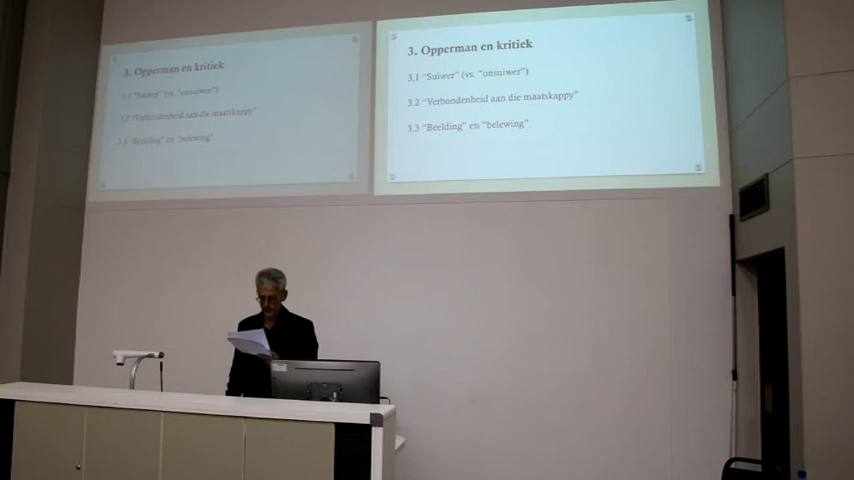 3. Opperman en kritiek
3.1 "Suiwer" (vs. "onsuiwer")
3.2 "Verbondenheid aan die maatskappy"
3.3 "Beelding" en "belewing"
3. Opperman en kritiek
3.1 "Suiwer" (vs. "onsuiwer")
3.2 "Verbondenheid aan die maatskappy"
3.3 "Beelding" en "belewing"